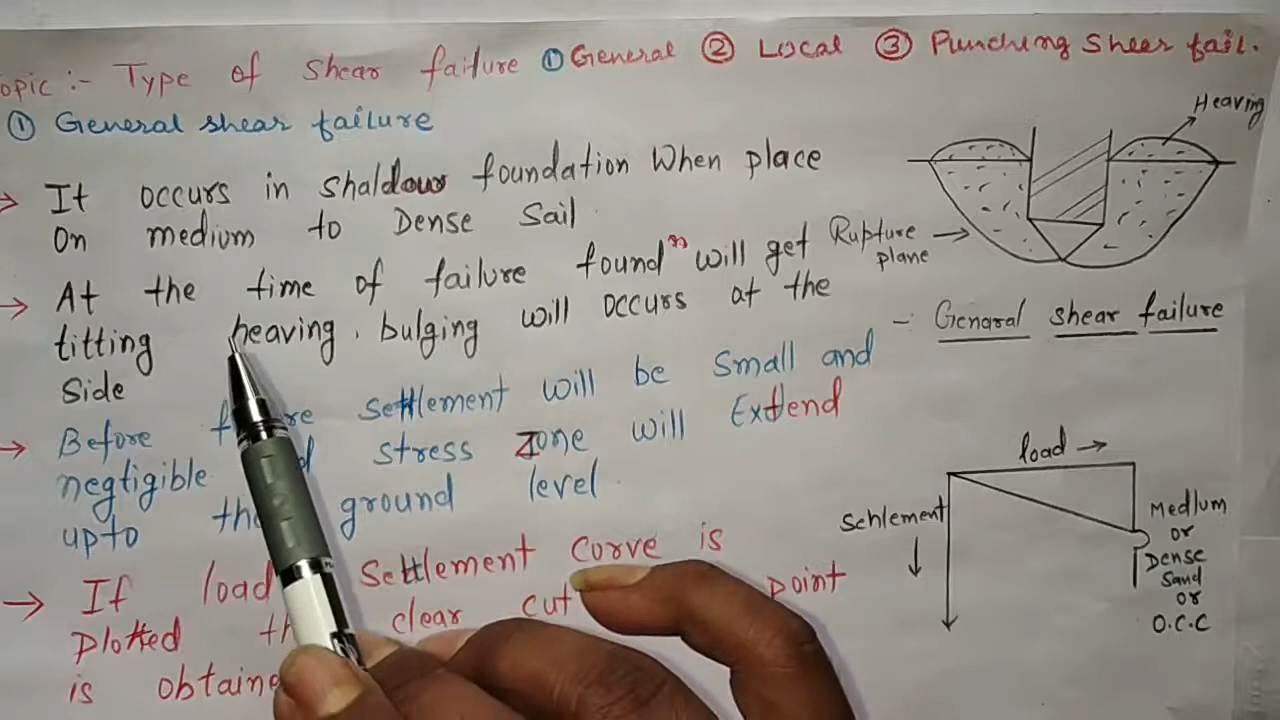 opic :- Type of shear failure ① General ② Local ③ Punching Shear fail.
① General shear failure
→ It occurs in shallow foundation When place
On medium to Dense Sail
→ At the time of failure foundⁿ will get
titting heaving, bulging will occurs at the
Side
→ Before settlement will be small and
negtigible stress zone will Extend
upto ground level
→ If load Settlement curve is
Plotted clear cut point
is
Heaving
Rupture
plane
→
-: General shear failure
load →
Settlement
↓
Medium
or
Dense
Sand
or
O.C.C